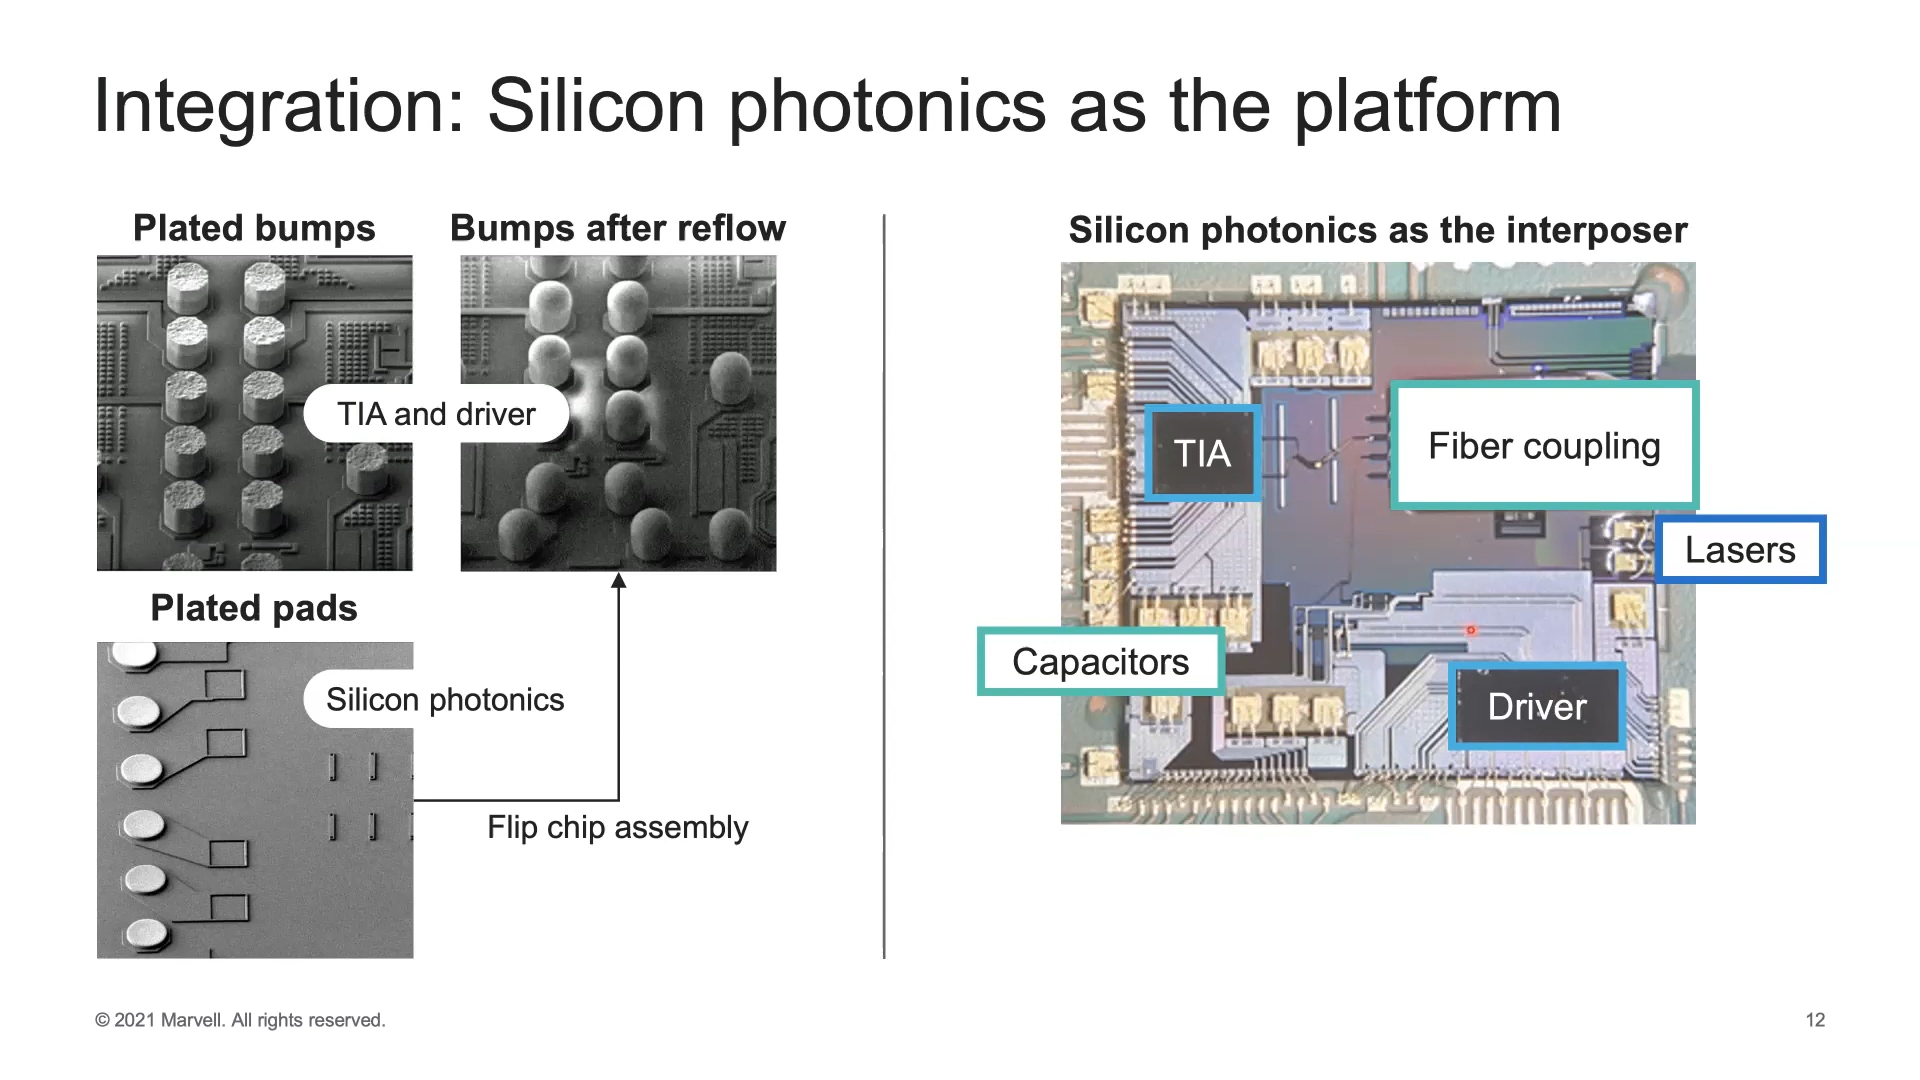 Integration: Silicon photonics as the platform
Plated bumps
Bumps after reflow
TIA and driver
Plated pads
Silicon photonics
Flip chip assembly
Silicon photonics as the interposer
TIA
Fiber coupling
Lasers
Capacitors
Driver
© 2021 Marvell. All rights reserved.
12